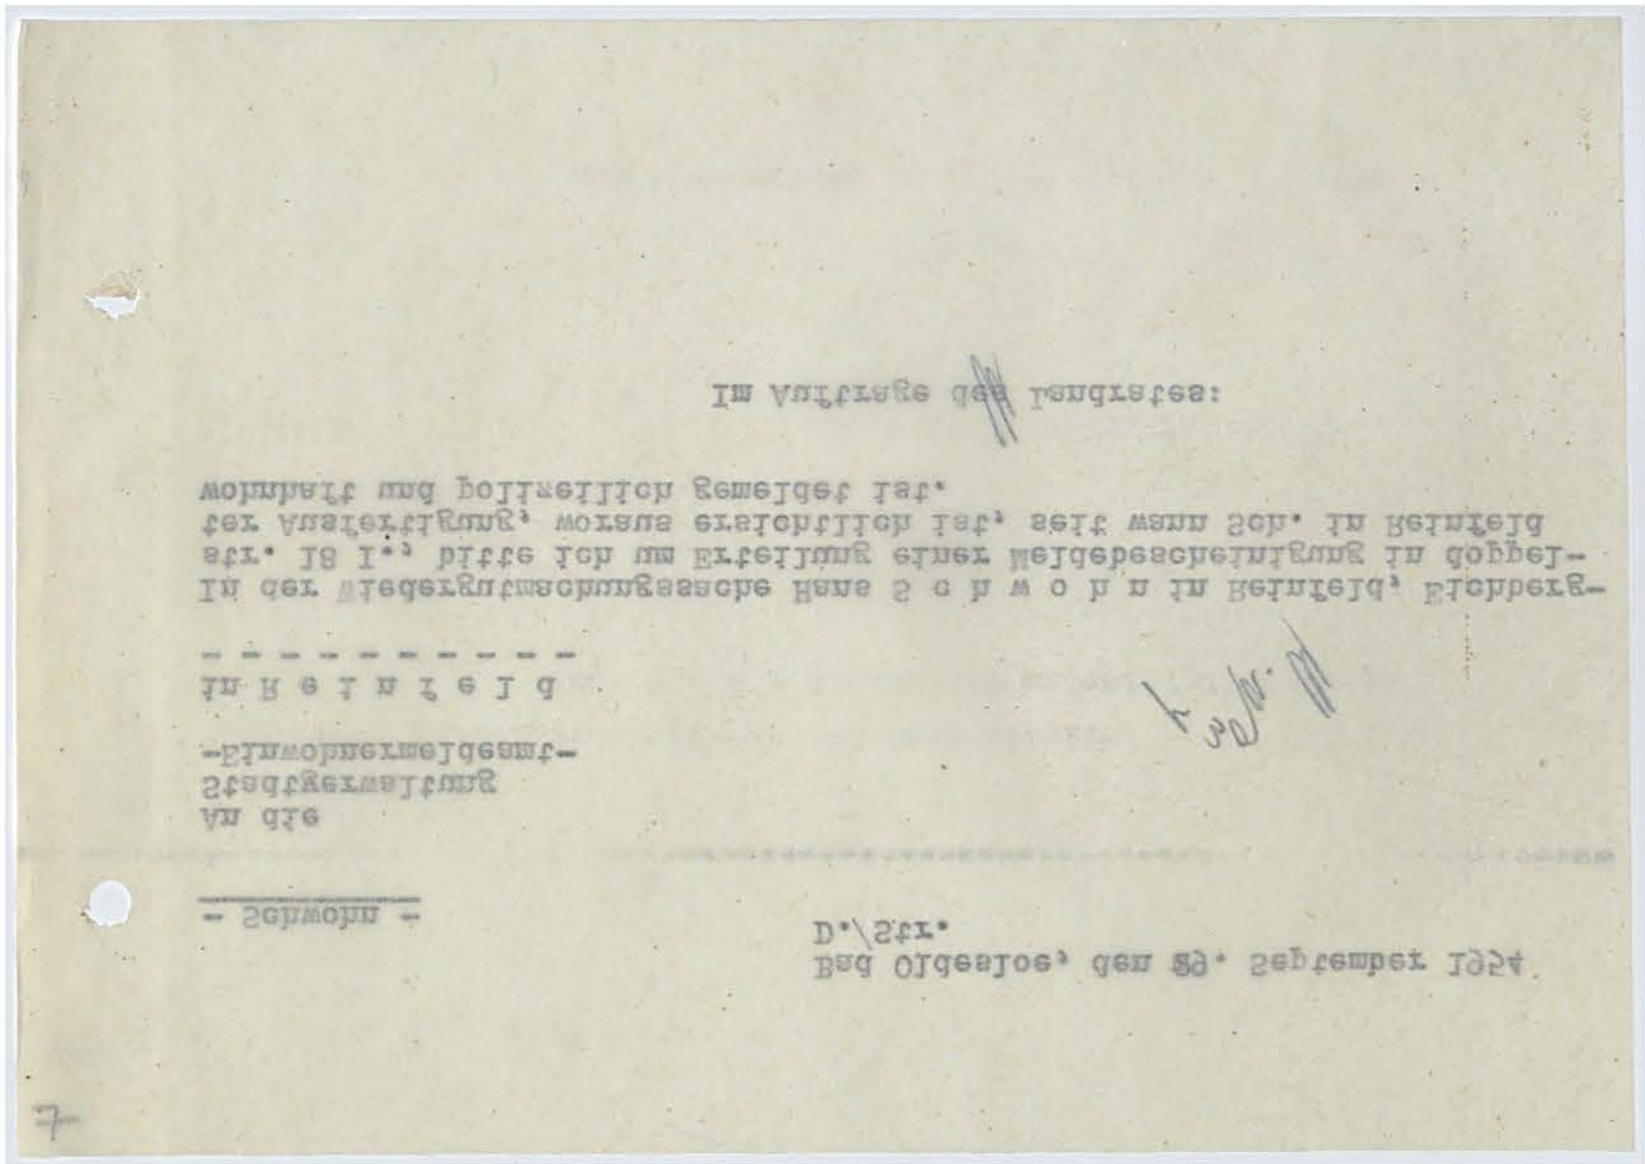 Bad Oldesloe, den 29. September 1954
D./Str.
- Schwohn -
An die
Stadtverwaltung
-Einwohnermeldeamt-
in R e i n f e l d
- - - - - - - - - -
In der Wiedergutmachungssache Hans S c h w o h n in Reinfeld, Eichberg-
str. 18 I., bitte ich um Erteilung einer Meldebescheinigung in doppel-
ter Ausfertigung, woraus ersichtlich ist, seit wann Sch. in Reinfeld
wohnhaft und polizeilich gemeldet ist.
Im Auftrage des Landrates:
7